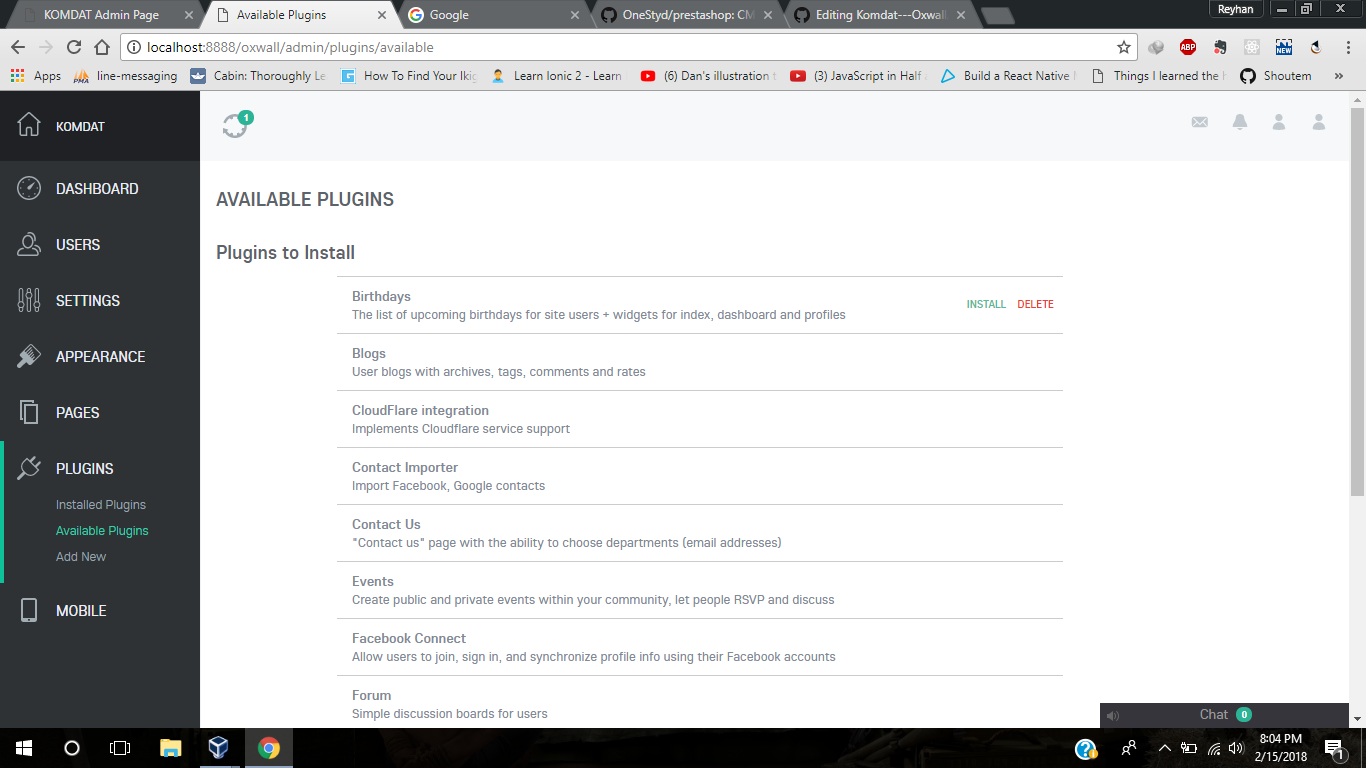 KOMDAT Admin Page
Available Plugins
Google
OneStyd/prestashop: CM
Editing Komdat---Oxwall
Reyhan
localhost:8888/oxwall/admin/plugins/available
ABP
NEW
Apps
PMA
line-messaging
Cabin: Thoroughly Le
How To Find Your Ikig
Learn Ionic 2 - Learn
(6) Dan's illustration t
(3) JavaScript in Half a
Build a React Native
Things I learned the h
Shoutem
»
KOMDAT
1
DASHBOARD
USERS
SETTINGS
APPEARANCE
PAGES
PLUGINS
Installed Plugins
Available Plugins
Add New
MOBILE
AVAILABLE PLUGINS
Plugins to Install
Birthdays
The list of upcoming birthdays for site users + widgets for index, dashboard and profiles
INSTALL DELETE
Blogs
User blogs with archives, tags, comments and rates
CloudFlare integration
Implements Cloudflare service support
Contact Importer
Import Facebook, Google contacts
Contact Us
"Contact us" page with the ability to choose departments (email addresses)
Events
Create public and private events within your community, let people RSVP and discuss
Facebook Connect
Allow users to join, sign in, and synchronize profile info using their Facebook accounts
Forum
Simple discussion boards for users
Chat 0
8:04 PM
2/15/2018
1